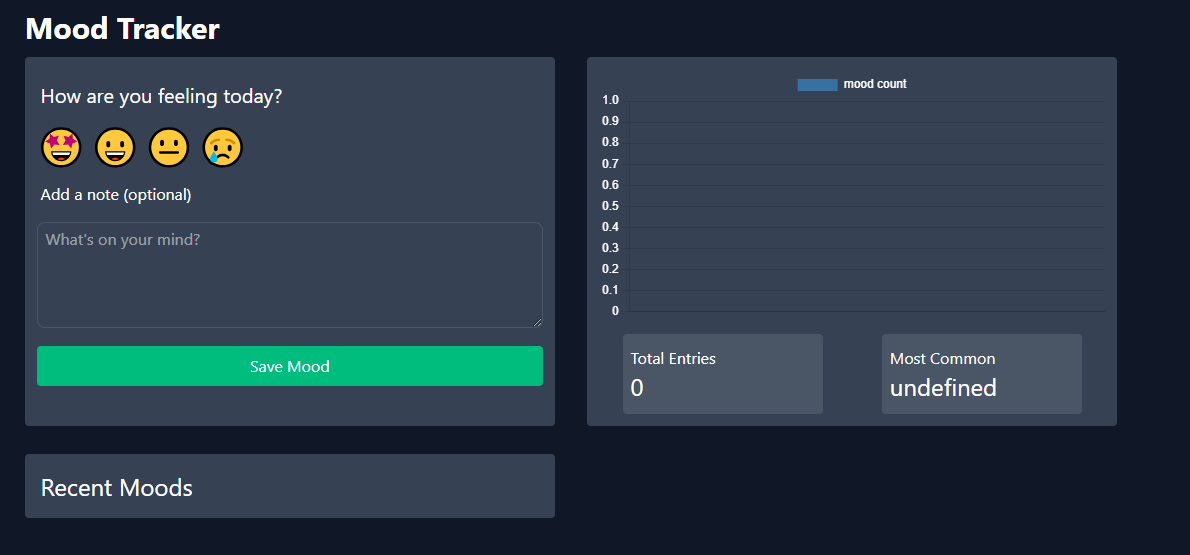 Mood Tracker
How are you feeling today?
Add a note (optional)
What's on your mind?
Save Mood
mood count
1.0
0.9
0.8
0.7
0.6
0.5
0.4
0.3
0.2
0.1
0
Total Entries
0
Most Common
undefined
Recent Moods